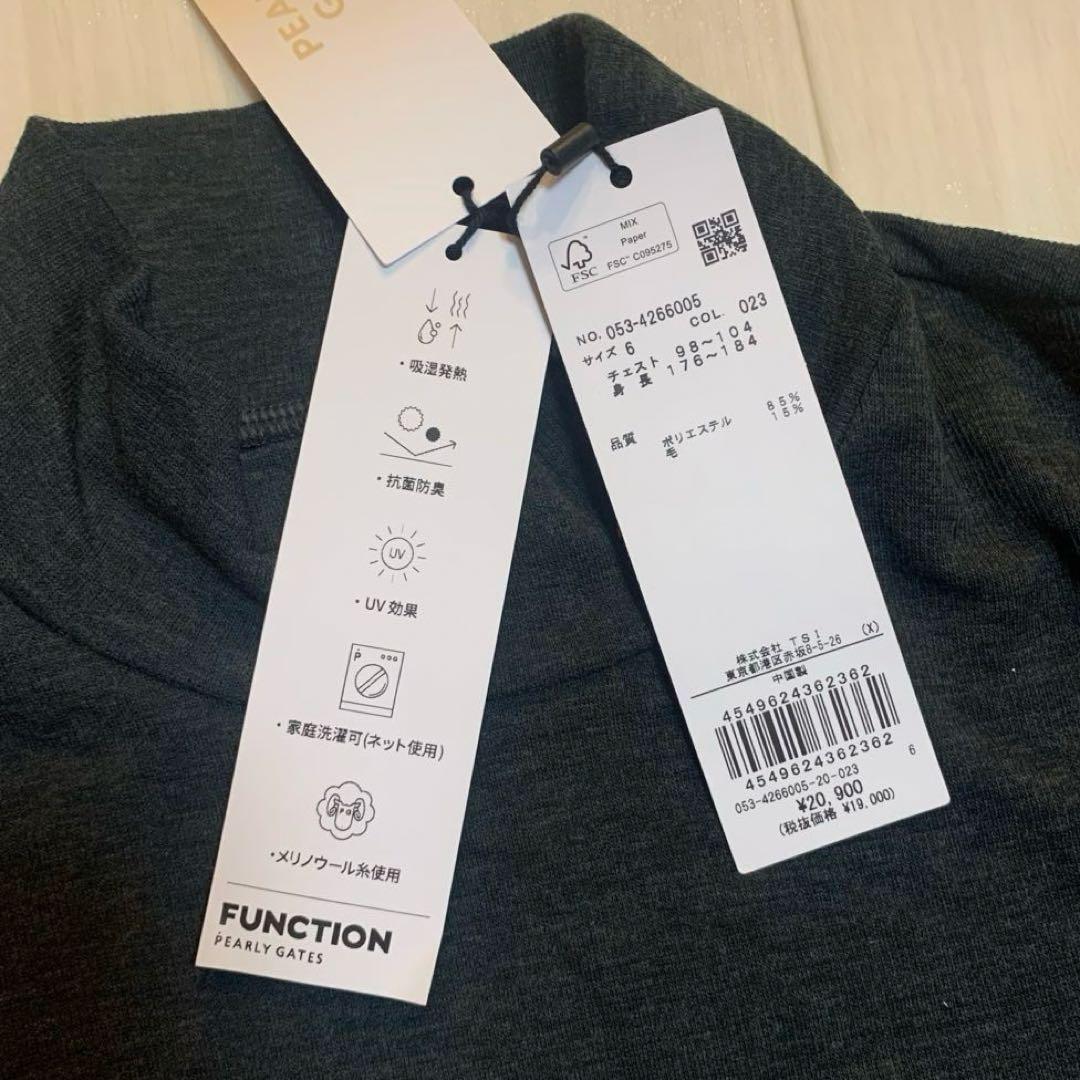 PEA
G
・吸湿発熱
・抗菌防臭
UV
・UV効果
P
・家庭洗濯可(ネット使用)
P G
・メリノウール糸使用
FUNCTION
PEARLY GATES
MIX
Paper
FSC
FSC™ C095275
NO. 053-4266005
サイズ 6 COL. 023
チェスト 98〜104
身長 176〜184
品質 ポリエステル 85%
毛 15%
株式会社 TSI
東京都港区赤坂8-5-26 (X)
中国製
4549624362362
4549624362362 6
053-4266005-20-023
¥20,900
(税抜価格 ¥19,000)